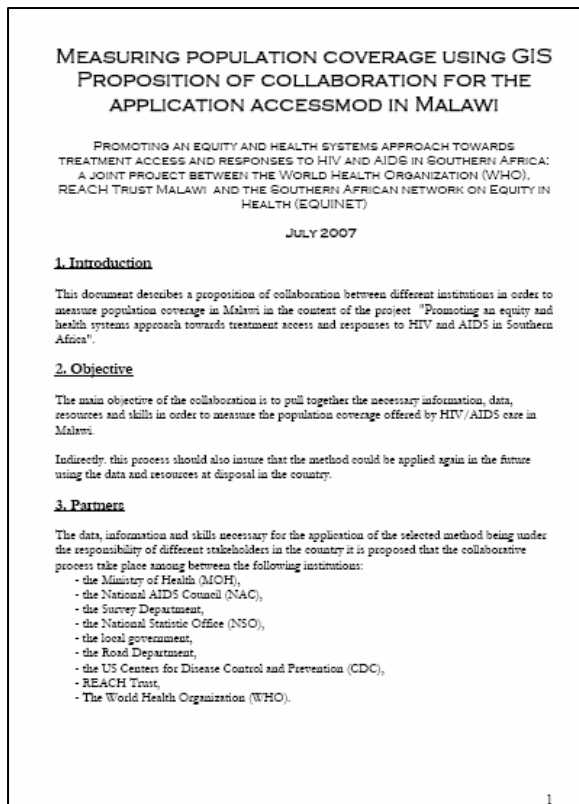 MEASURING POPULATION COVERAGE USING GIS
PROPOSITION OF COLLABORATION FOR THE
APPLICATION ACCESSMOD IN MALAWI
PROMOTING AN EQUITY AND HEALTH SYSTEMS APPROACH TOWARDS
TREATMENT ACCESS AND RESPONSES TO HIV AND AIDS IN SOUTHERN AFRICA:
A JOINT PROJECT BETWEEN THE WORLD HEALTH ORGANIZATION (WHO),
REACH TRUST MALAWI AND THE SOUTHERN AFRICAN NETWORK ON EQUITY IN
HEALTH (EQUINET)
JULY 2007
1. Introduction
This document describes a proposition of collaboration between different institutions in order to
measure population coverage in Malawi in the context of the project "Promoting an equity and
health systems approach towards treatment access and responses to HIV and AIDS in Southern
Africa".
2. Objective
The main objective of the collaboration is to pull together the necessary information, data,
resources and skills in order to measure the population coverage offered by HIV/AIDS care in
Malawi.
Indirectly, this process should also insure that the method could be applied again in the future
using the data and resources at disposal in the country.
3. Partners
The data, information and skills necessary for the application of the selected method being under
the responsibility of different stakeholders in the country it is proposed that the collaborative
process take place among between the following institutions:
- the Ministry of Health (MOH),
- the National AIDS Council (NAC),
- the Survey Department,
- the National Statistic Office (NSO),
- the local government,
- the Road Department,
- the US Centers for Disease Control and Prevention (CDC),
- REACH Trust,
- The World Health Organization (WHO).
1